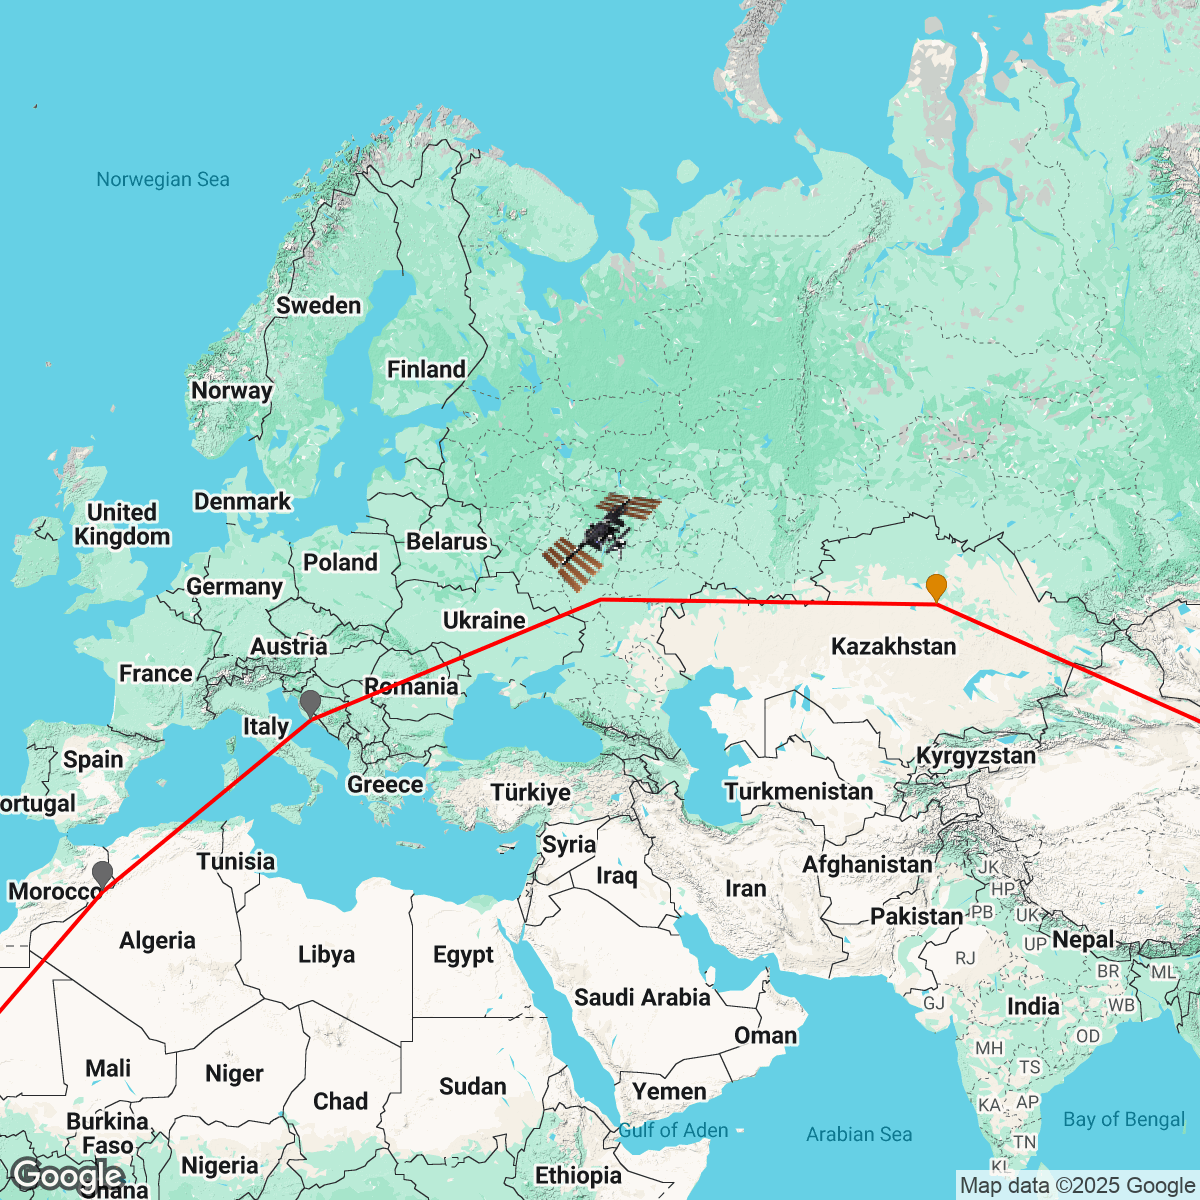 Norwegian Sea
Sweden
Finland
Norway
Denmark
United
Kingdom
Belarus
Poland
Germany
Ukraine
Austria
Kazakhstan
France
Romania
Italy
Kyrgyzstan
Spain
Greece
Türkiye
Turkmenistan
ortugal
Syria
Tunisia
Afghanistan
JK
Iraq
Iran
HP
Morocco
Pakistan
PB
UK
Algeria
Libya
Egypt
UP
Nepal
RJ
BR
ML
Saudi Arabia
GJ
India
WB
Oman
OD
MH
Mali
Niger
TS
Sudan
Yemen
Chad
KA
AP
Burkina
Faso
Gulf of Aden
Arabian Sea
Bay of Bengal
TN
Nigeria
KL
Ethiopia
Google
Ghana
Map data ©2025 Google